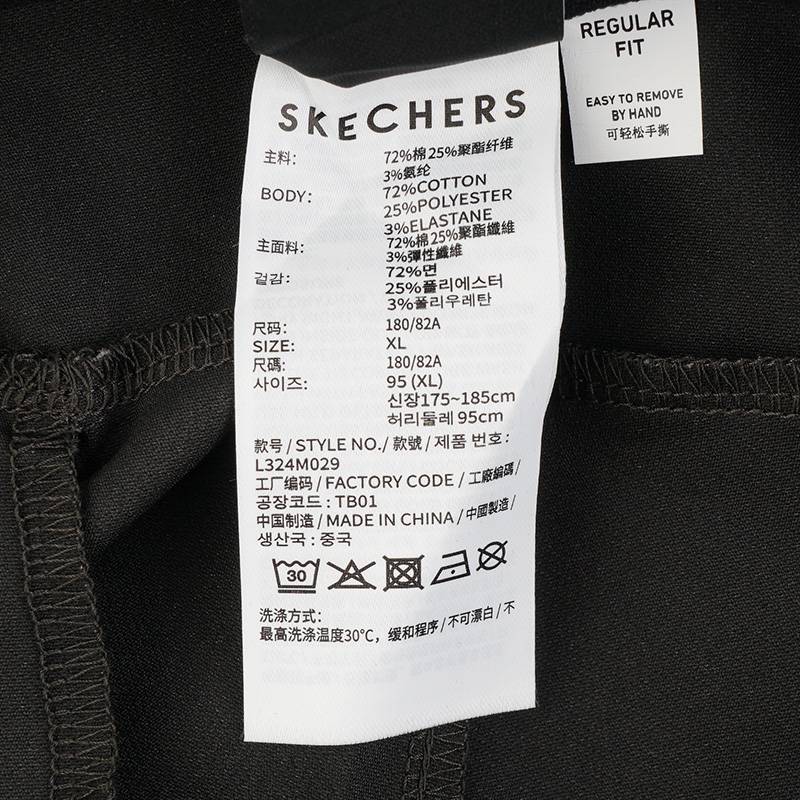 SKECHERS
主料: 72%棉25%聚酯纤维
3%氨纶
BODY: 72%COTTON
25%POLYESTER
3%ELASTANE
主面料: 72%棉25%聚酯纖維
3%彈性纖維
겉감: 72%면
25%폴리에스터
3%폴리우레탄
尺码: 180/82A
SIZE: XL
尺碼: 180/82A
사이즈: 95 (XL)
신장175~185cm
허리둘레 95cm
款号 / STYLE NO./ 款號 / 제품 번호:
L324M029
工厂编码 / FACTORY CODE / 工廠編碼 /
공장코드 : TB01
中国制造 / MADE IN CHINA / 中國製造 /
생산국 : 중국
30
洗涤方式:
最高洗涤温度30℃, 缓和程序 / 不可漂白 / 不
REGULAR
FIT
EASY TO REMOVE
BY HAND
可轻松手撕